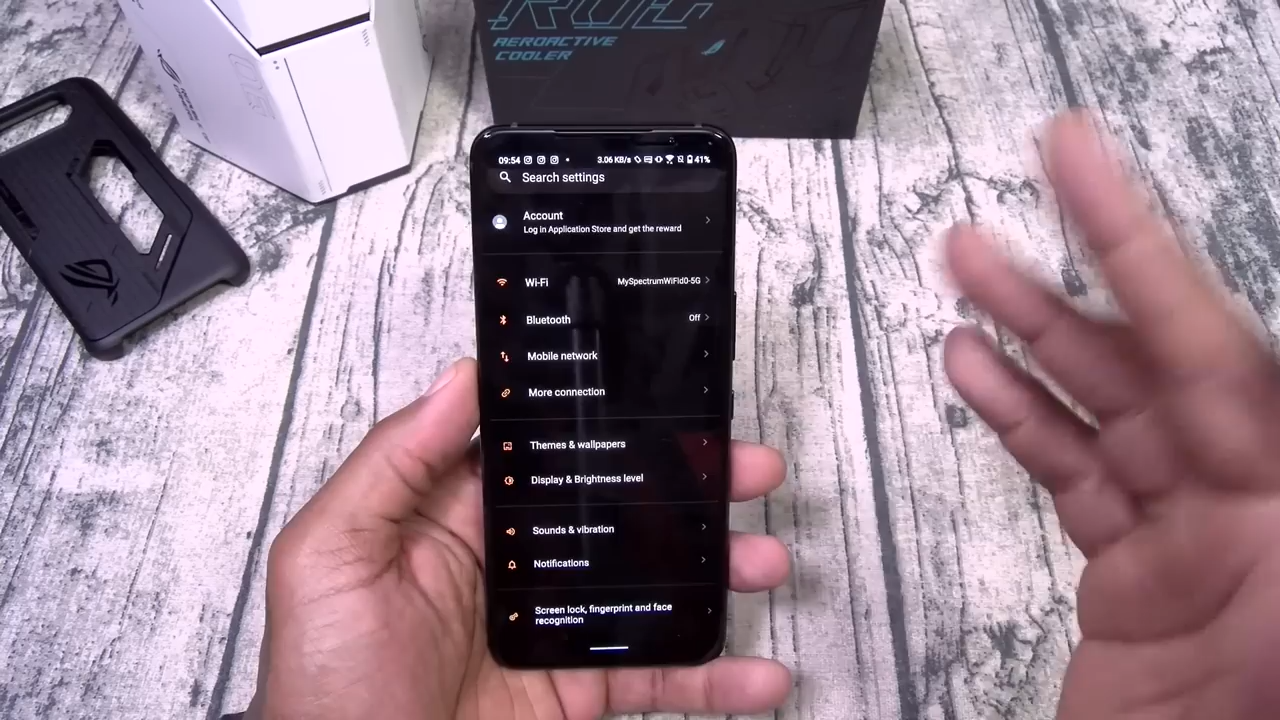 ROG
AEROACTIVE
COOLER
09:54 3.06 KB/s 41%
Search settings
Account
Log in Application Store and get the reward
Wi-Fi MySpectrumWiFid0-5G
Bluetooth Off
Mobile network
More connection
Themes & wallpapers
Display & Brightness level
Sounds & vibration
Notifications
Screen lock, fingerprint and face
recognition